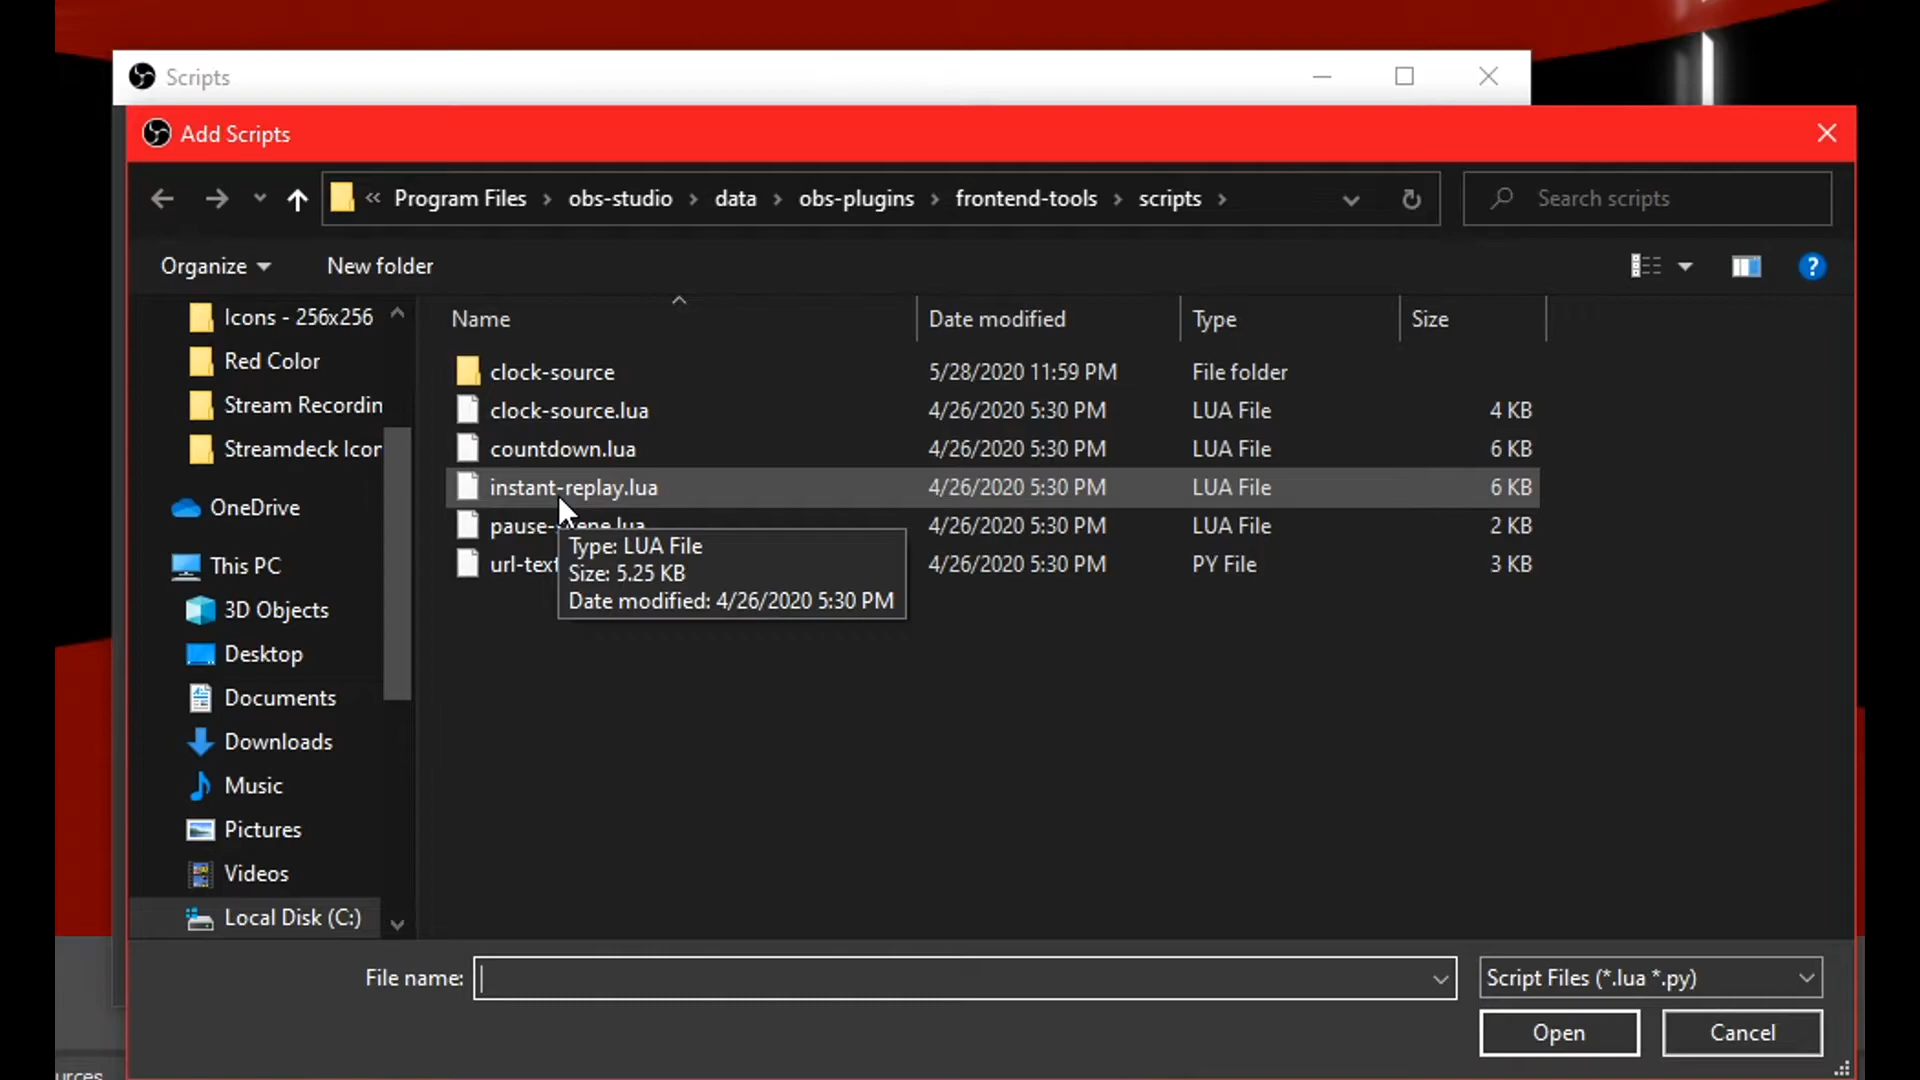 Scripts
Add Scripts
« Program Files › obs-studio › data › obs-plugins › frontend-tools › scripts ›
Search scripts
Organize
New folder
Icons - 256x256
Red Color
Stream Recordin
Streamdeck Icon
OneDrive
This PC
3D Objects
Desktop
Documents
Downloads
Music
Pictures
Videos
Local Disk (C:)
Name Date modified Type Size
clock-source 5/28/2020 11:59 PM File folder
clock-source.lua 4/26/2020 5:30 PM LUA File 4 KB
countdown.lua 4/26/2020 5:30 PM LUA File 6 KB
instant-replay.lua 4/26/2020 5:30 PM LUA File 6 KB
pause-scene.lua 4/26/2020 5:30 PM LUA File 2 KB
url-text 4/26/2020 5:30 PM PY File 3 KB
Type: LUA File
Size: 5.25 KB
Date modified: 4/26/2020 5:30 PM
File name:
Script Files (*.lua *.py)
Open
Cancel